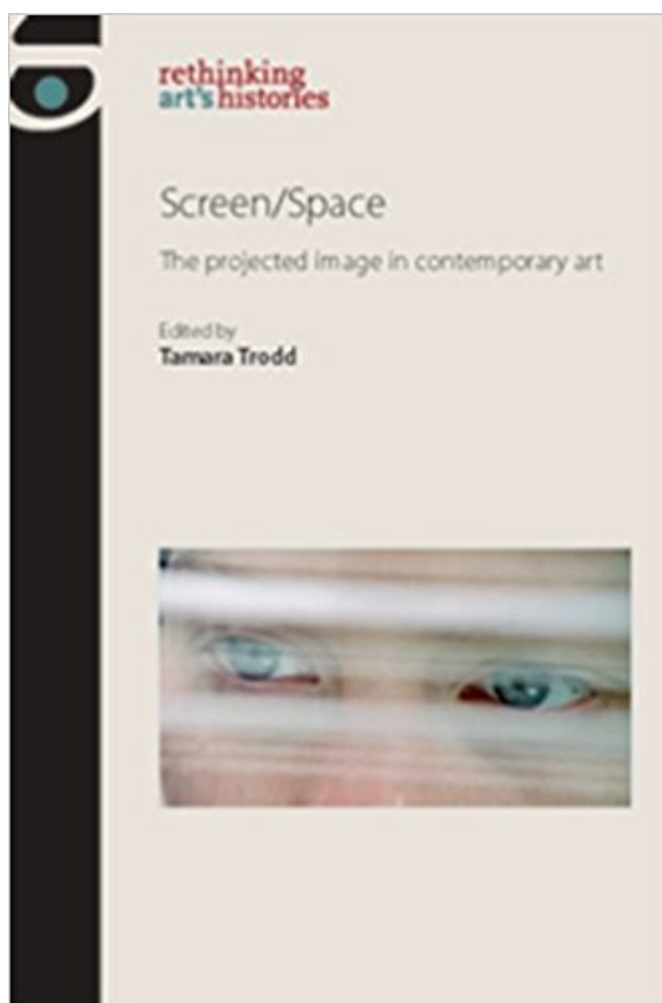 rethinking
art's histories
Screen/Space
The projected image in contemporary art
Edited by
Tamara Trodd